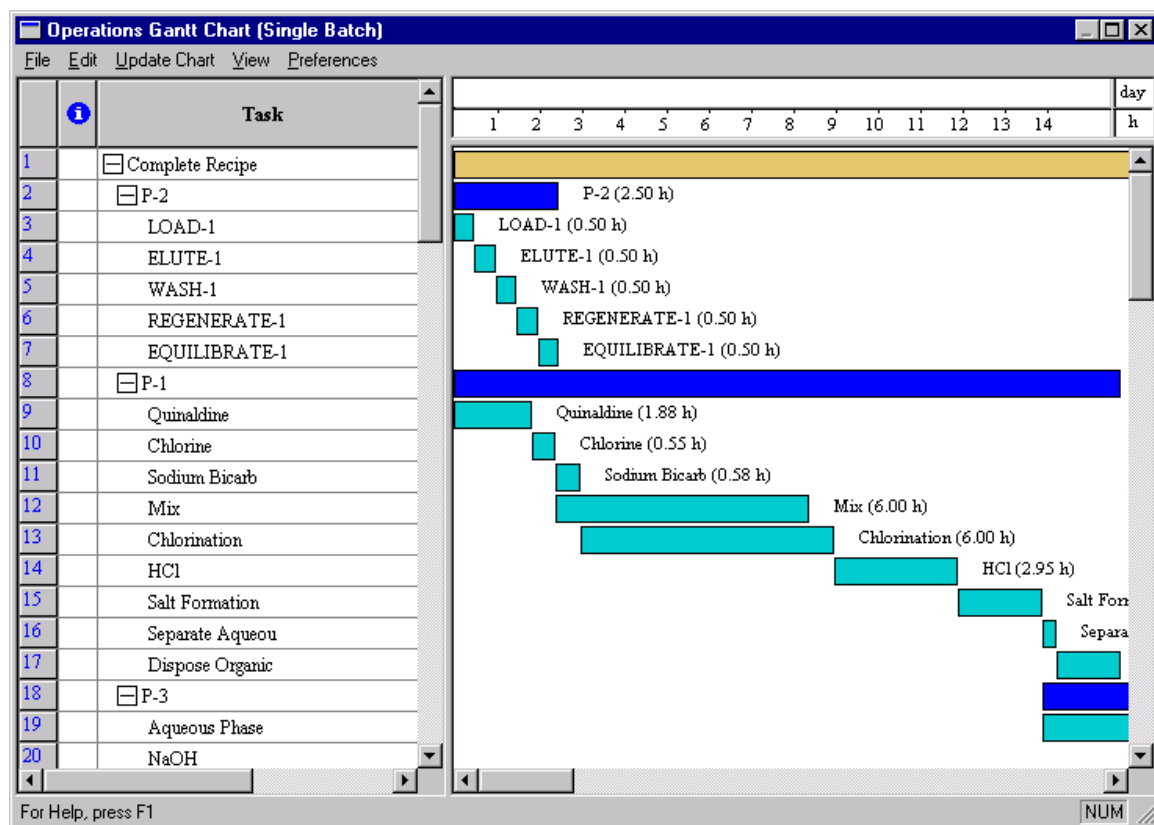 Operations Gantt Chart (Single Batch)
File Edit Update Chart View Preferences
Task
day
1 2 3 4 5 6 7 8 9 10 11 12 13 14 h
1 Complete Recipe
2 P-2 P-2 (2.50 h)
3 LOAD-1 LOAD-1 (0.50 h)
4 ELUTE-1 ELUTE-1 (0.50 h)
5 WASH-1 WASH-1 (0.50 h)
6 REGENERATE-1 REGENERATE-1 (0.50 h)
7 EQUILIBRATE-1 EQUILIBRATE-1 (0.50 h)
8 P-1
9 Quinaldine Quinaldine (1.88 h)
10 Chlorine Chlorine (0.55 h)
11 Sodium Bicarb Sodium Bicarb (0.58 h)
12 Mix Mix (6.00 h)
13 Chlorination Chlorination (6.00 h)
14 HCl HCl (2.95 h)
15 Salt Formation Salt For
16 Separate Aqueou Separa
17 Dispose Organic
18 P-3
19 Aqueous Phase
20 NaOH
For Help, press F1 NUM